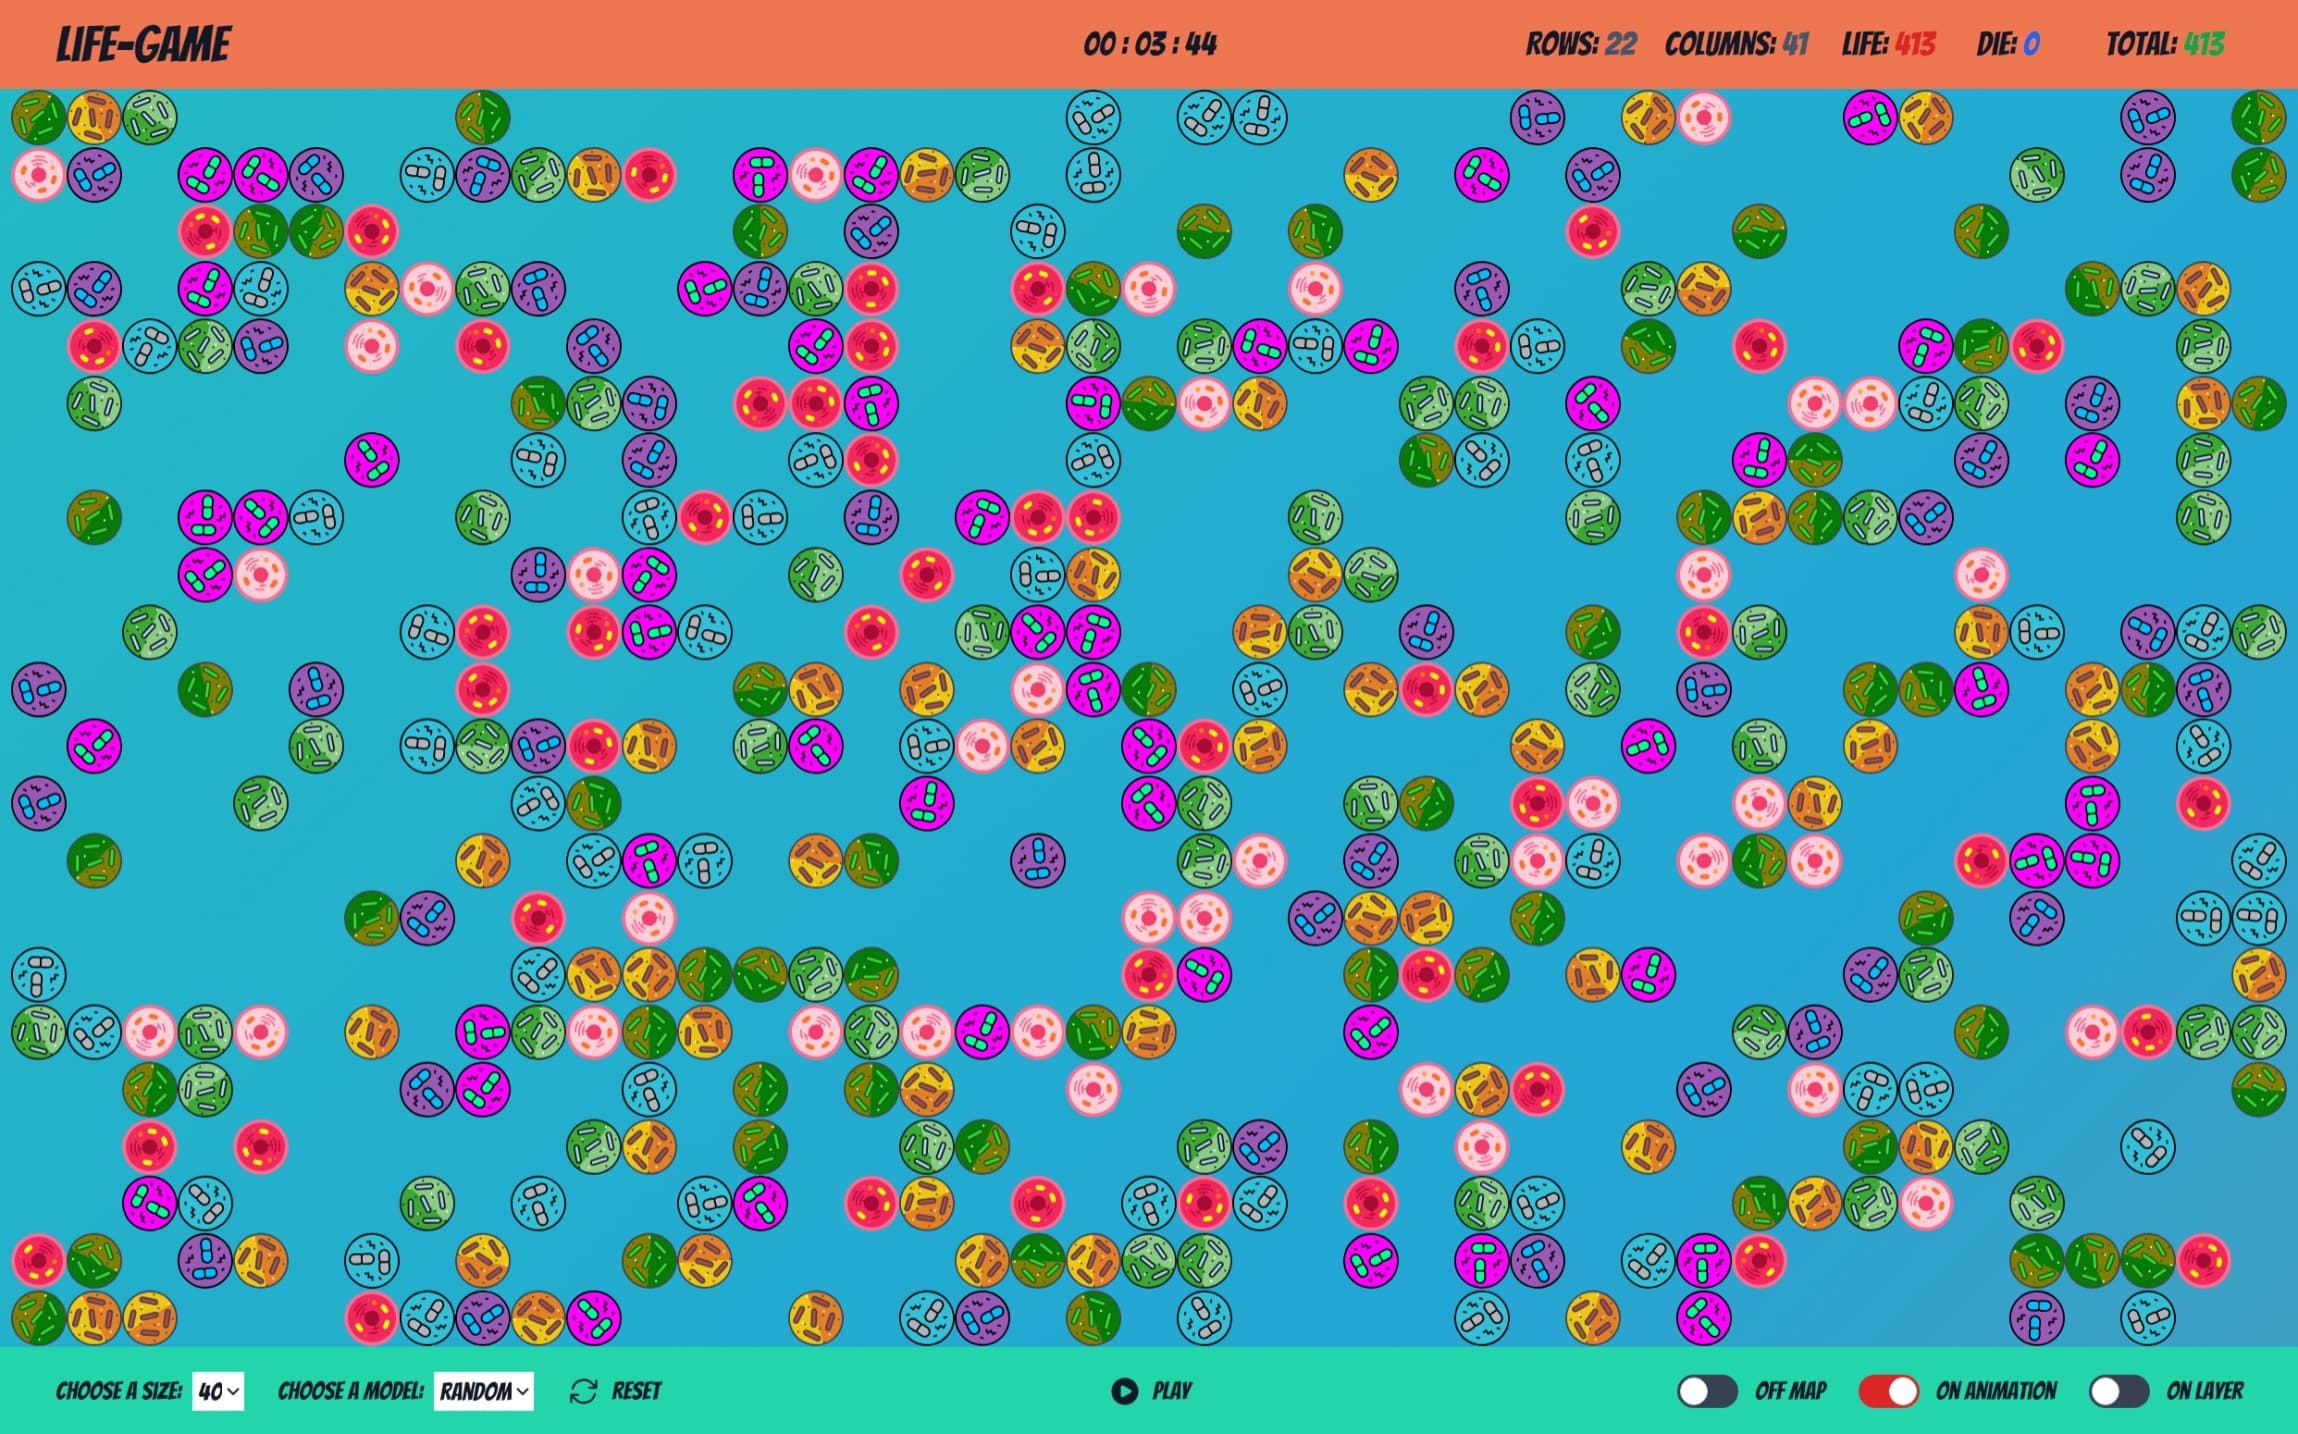 LIFE-GAME
00 : 03 : 44
ROWS: 22 COLUMNS: 41 LIFE: 413 DIE: 0 TOTAL: 413
CHOOSE A SIZE: 40 CHOOSE A MODEL: RANDOM RESET PLAY OFF MAP ON ANIMATION ON LAYER